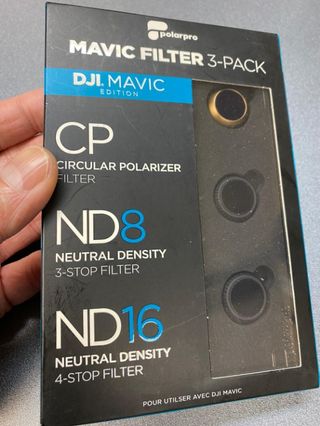 polarpro
MAVIC FILTER 3-PACK
DJI. MAVIC
EDITION
CP
CIRCULAR POLARIZER
FILTER
ND8
NEUTRAL DENSITY
3-STOP FILTER
ND16
NEUTRAL DENSITY
4-STOP FILTER
POUR UTILSER AVEC DJI MAVIC